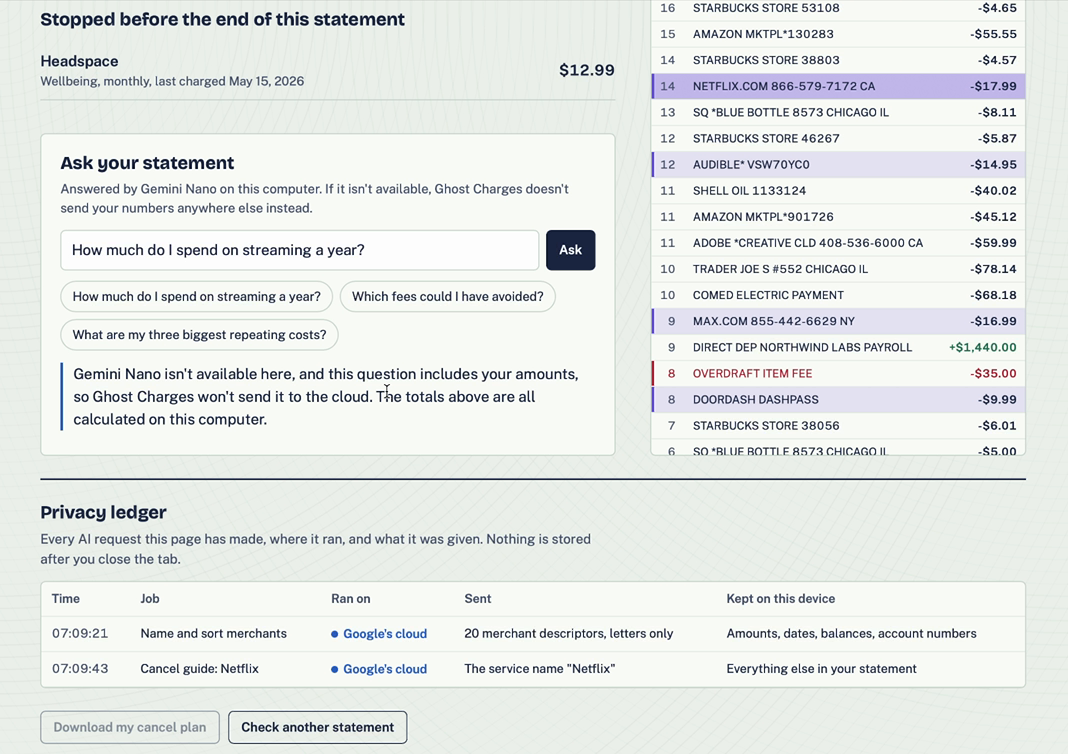 Stopped before the end of this statement
Headspace
Wellbeing, monthly, last charged May 15, 2026
$12.99
Ask your statement
Answered by Gemini Nano on this computer. If it isn't available, Ghost Charges doesn't
send your numbers anywhere else instead.
How much do I spend on streaming a year?
Ask
How much do I spend on streaming a year?
Which fees could I have avoided?
What are my three biggest repeating costs?
Gemini Nano isn't available here, and this question includes your amounts,
so Ghost Charges won't send it to the cloud. The totals above are all
calculated on this computer.
16 STARBUCKS STORE 53108 -$4.65
15 AMAZON MKTPL*130283 -$55.55
14 STARBUCKS STORE 38803 -$4.57
14 NETFLIX.COM 866-579-7172 CA -$17.99
13 SQ *BLUE BOTTLE 8573 CHICAGO IL -$8.11
12 STARBUCKS STORE 46267 -$5.87
12 AUDIBLE* VSW70YC0 -$14.95
11 SHELL OIL 1133124 -$40.02
11 AMAZON MKTPL*901726 -$45.12
11 ADOBE *CREATIVE CLD 408-536-6000 CA -$59.99
10 TRADER JOE S #552 CHICAGO IL -$78.14
10 COMED ELECTRIC PAYMENT -$68.18
9 MAX.COM 855-442-6629 NY -$16.99
9 DIRECT DEP NORTHWIND LABS PAYROLL +$1,440.00
8 OVERDRAFT ITEM FEE -$35.00
8 DOORDASH DASHPASS -$9.99
7 STARBUCKS STORE 38056 -$6.01
6 SQ *BLUE BOTTLE 8573 CHICAGO IL -$5.00
Privacy ledger
Every AI request this page has made, where it ran, and what it was given. Nothing is stored
after you close the tab.
Time Job Ran on Sent Kept on this device
07:09:21 Name and sort merchants Google's cloud 20 merchant descriptors, letters only Amounts, dates, balances, account numbers
07:09:43 Cancel guide: Netflix Google's cloud The service name "Netflix" Everything else in your statement
Download my cancel plan
Check another statement